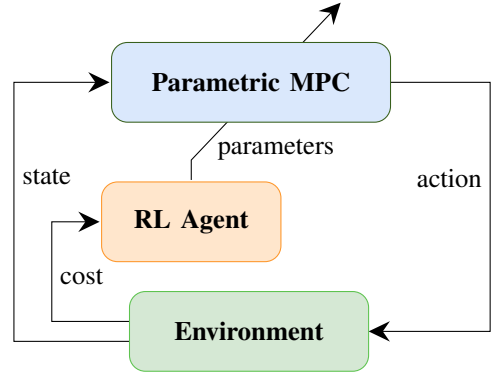 Parametric MPC
parameters
state
action
RL Agent
cost
Environment